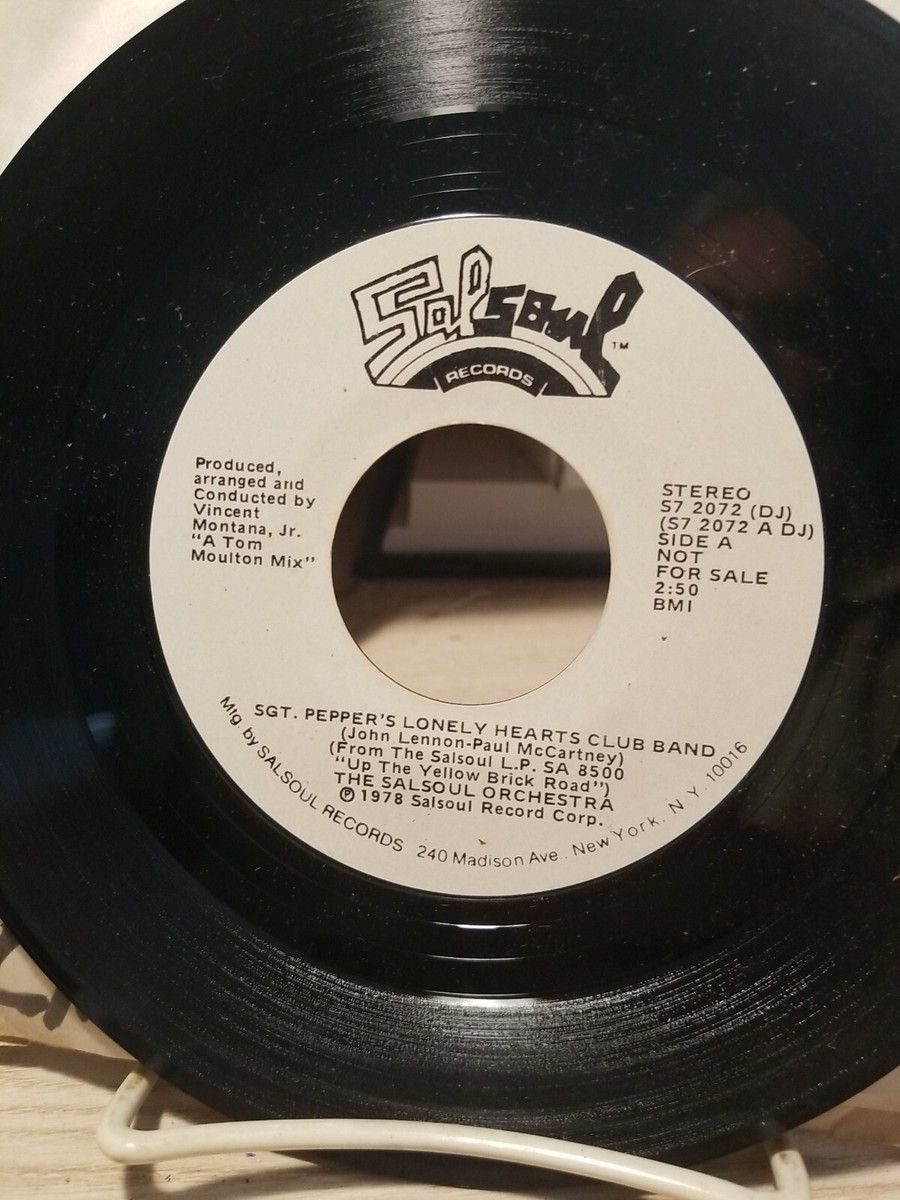 Salsoul
TM
RECORDS
Produced,
arranged and
Conducted by
Vincent
Montana, Jr.
"A Tom
Moulton Mix"
STEREO
S7 2072 (DJ)
(S7 2072 A DJ)
SIDE A
NOT
FOR SALE
2:50
BMI
SGT. PEPPER'S LONELY HEARTS CLUB BAND
(John Lennon-Paul McCartney)
(From The Salsoul L.P. SA 8500
"Up The Yellow Brick Road")
THE SALSOUL ORCHESTRA
Ⓟ 1978 Salsoul Record Corp.
Mfg. by SALSOUL RECORDS 240 Madison Ave., New York, N.Y. 10016